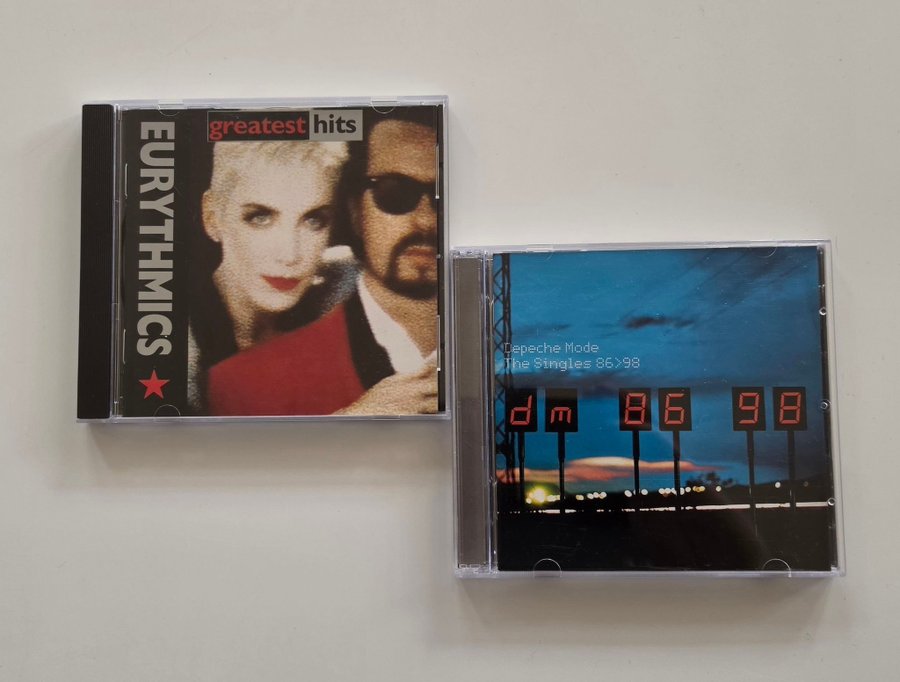 greatest hits
EURYTHMICS
Depeche Mode
The Singles 86>98
dm 86 98